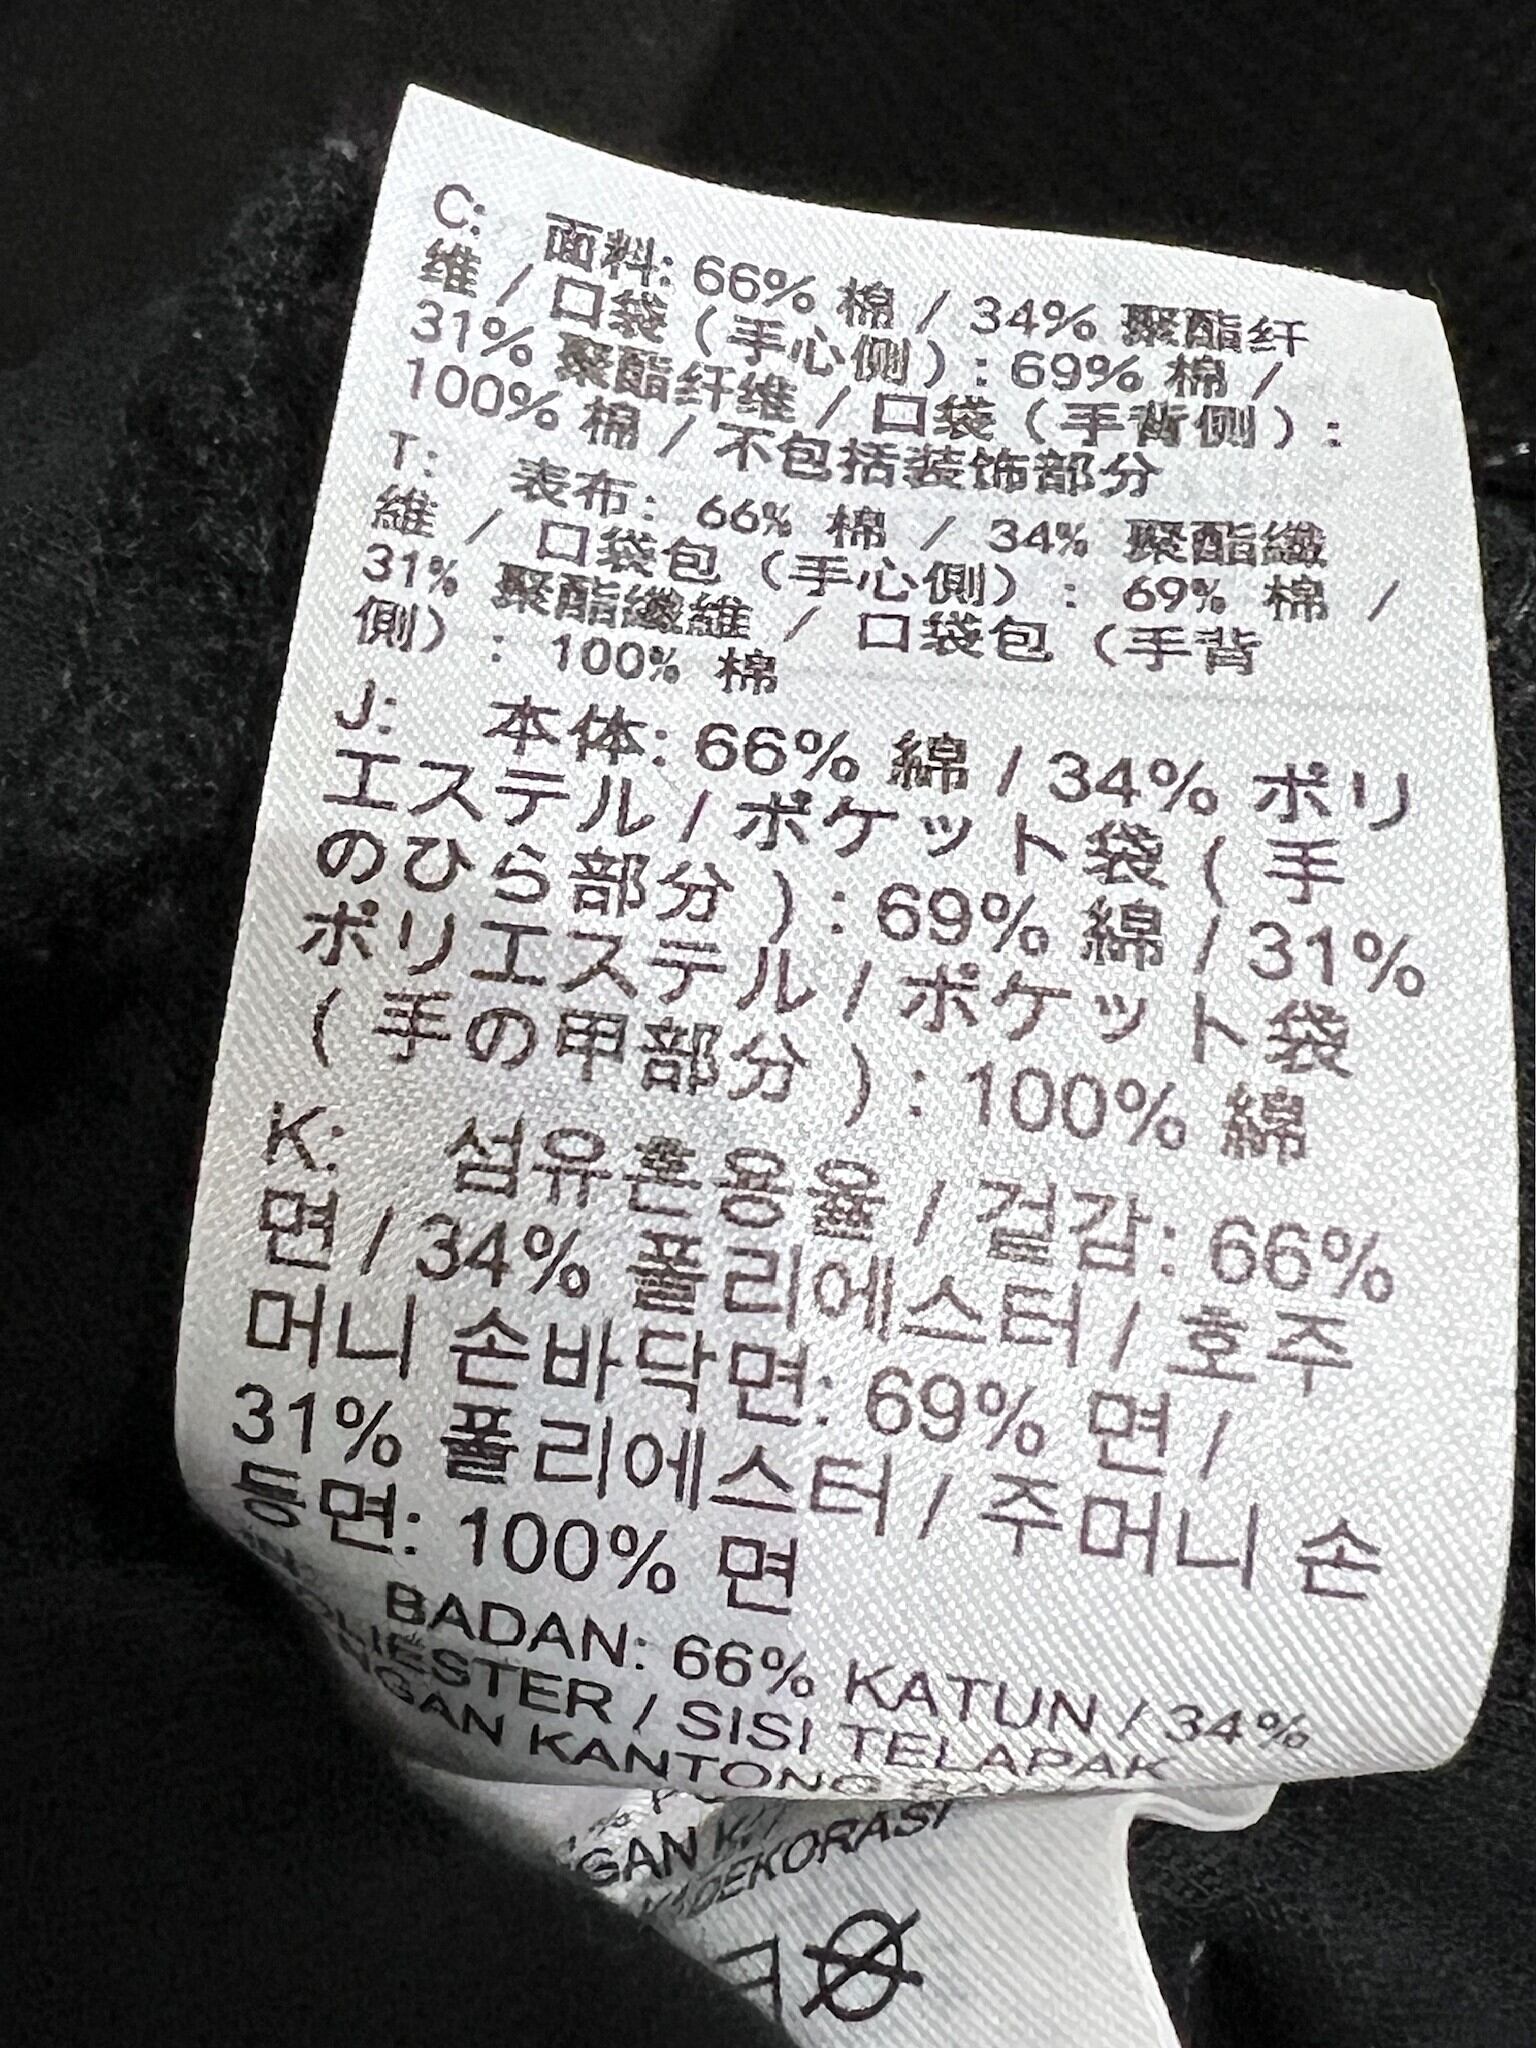 C: 面料: 66% 棉 / 34% 聚酯纤
维 / 口袋 ( 手心侧 ) : 69% 棉 /
31% 聚酯纤维 / 口袋 ( 手背侧 ) :
100% 棉 / 不包括装饰部分
T: 表布: 66% 棉 / 34% 聚酯纖
維 / 口袋包 (手心側) : 69% 棉 /
31% 聚酯纖維 / 口袋包 (手背
側) : 100% 棉
J: 本体: 66% 綿 / 34% ポリ
エステル / ポケット袋 ( 手
のひら部分 ) : 69% 綿 / 31%
ポリエステル / ポケット袋
( 手の甲部分 ) : 100% 綿
K: 섬유혼용율 / 겉감: 66%
면 / 34% 폴리에스터 / 호주
머니 손바닥면: 69% 면 /
31% 폴리에스터 / 주머니 손
등면: 100% 면
BADAN: 66% KATUN / 34%
/ SISI TELAPAK
KANTONG